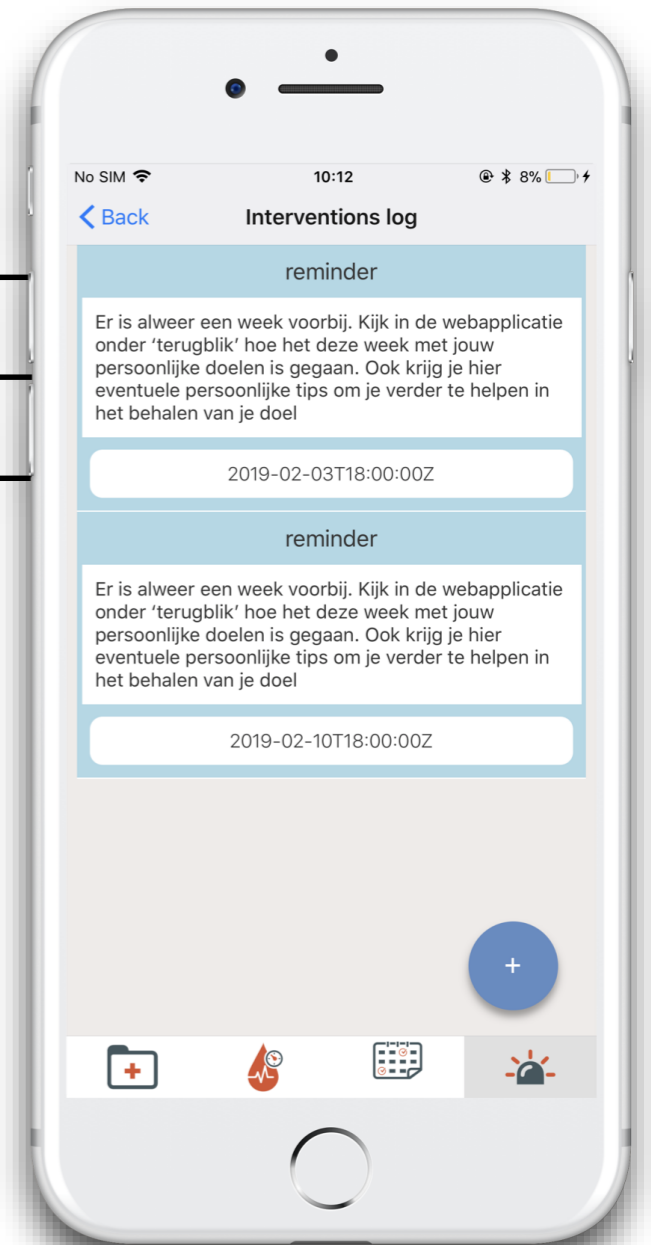 No SIM 10:12 8%
Back Interventions log
reminder
Er is alweer een week voorbij. Kijk in de webapplicatie
onder ‘terugblik’ hoe het deze week met jouw
persoonlijke doelen is gegaan. Ook krijg je hier
eventuele persoonlijke tips om je verder te helpen in
het behalen van je doel
2019-02-03T18:00:00Z
reminder
Er is alweer een week voorbij. Kijk in de webapplicatie
onder ‘terugblik’ hoe het deze week met jouw
persoonlijke doelen is gegaan. Ook krijg je hier
eventuele persoonlijke tips om je verder te helpen in
het behalen van je doel
2019-02-10T18:00:00Z
+